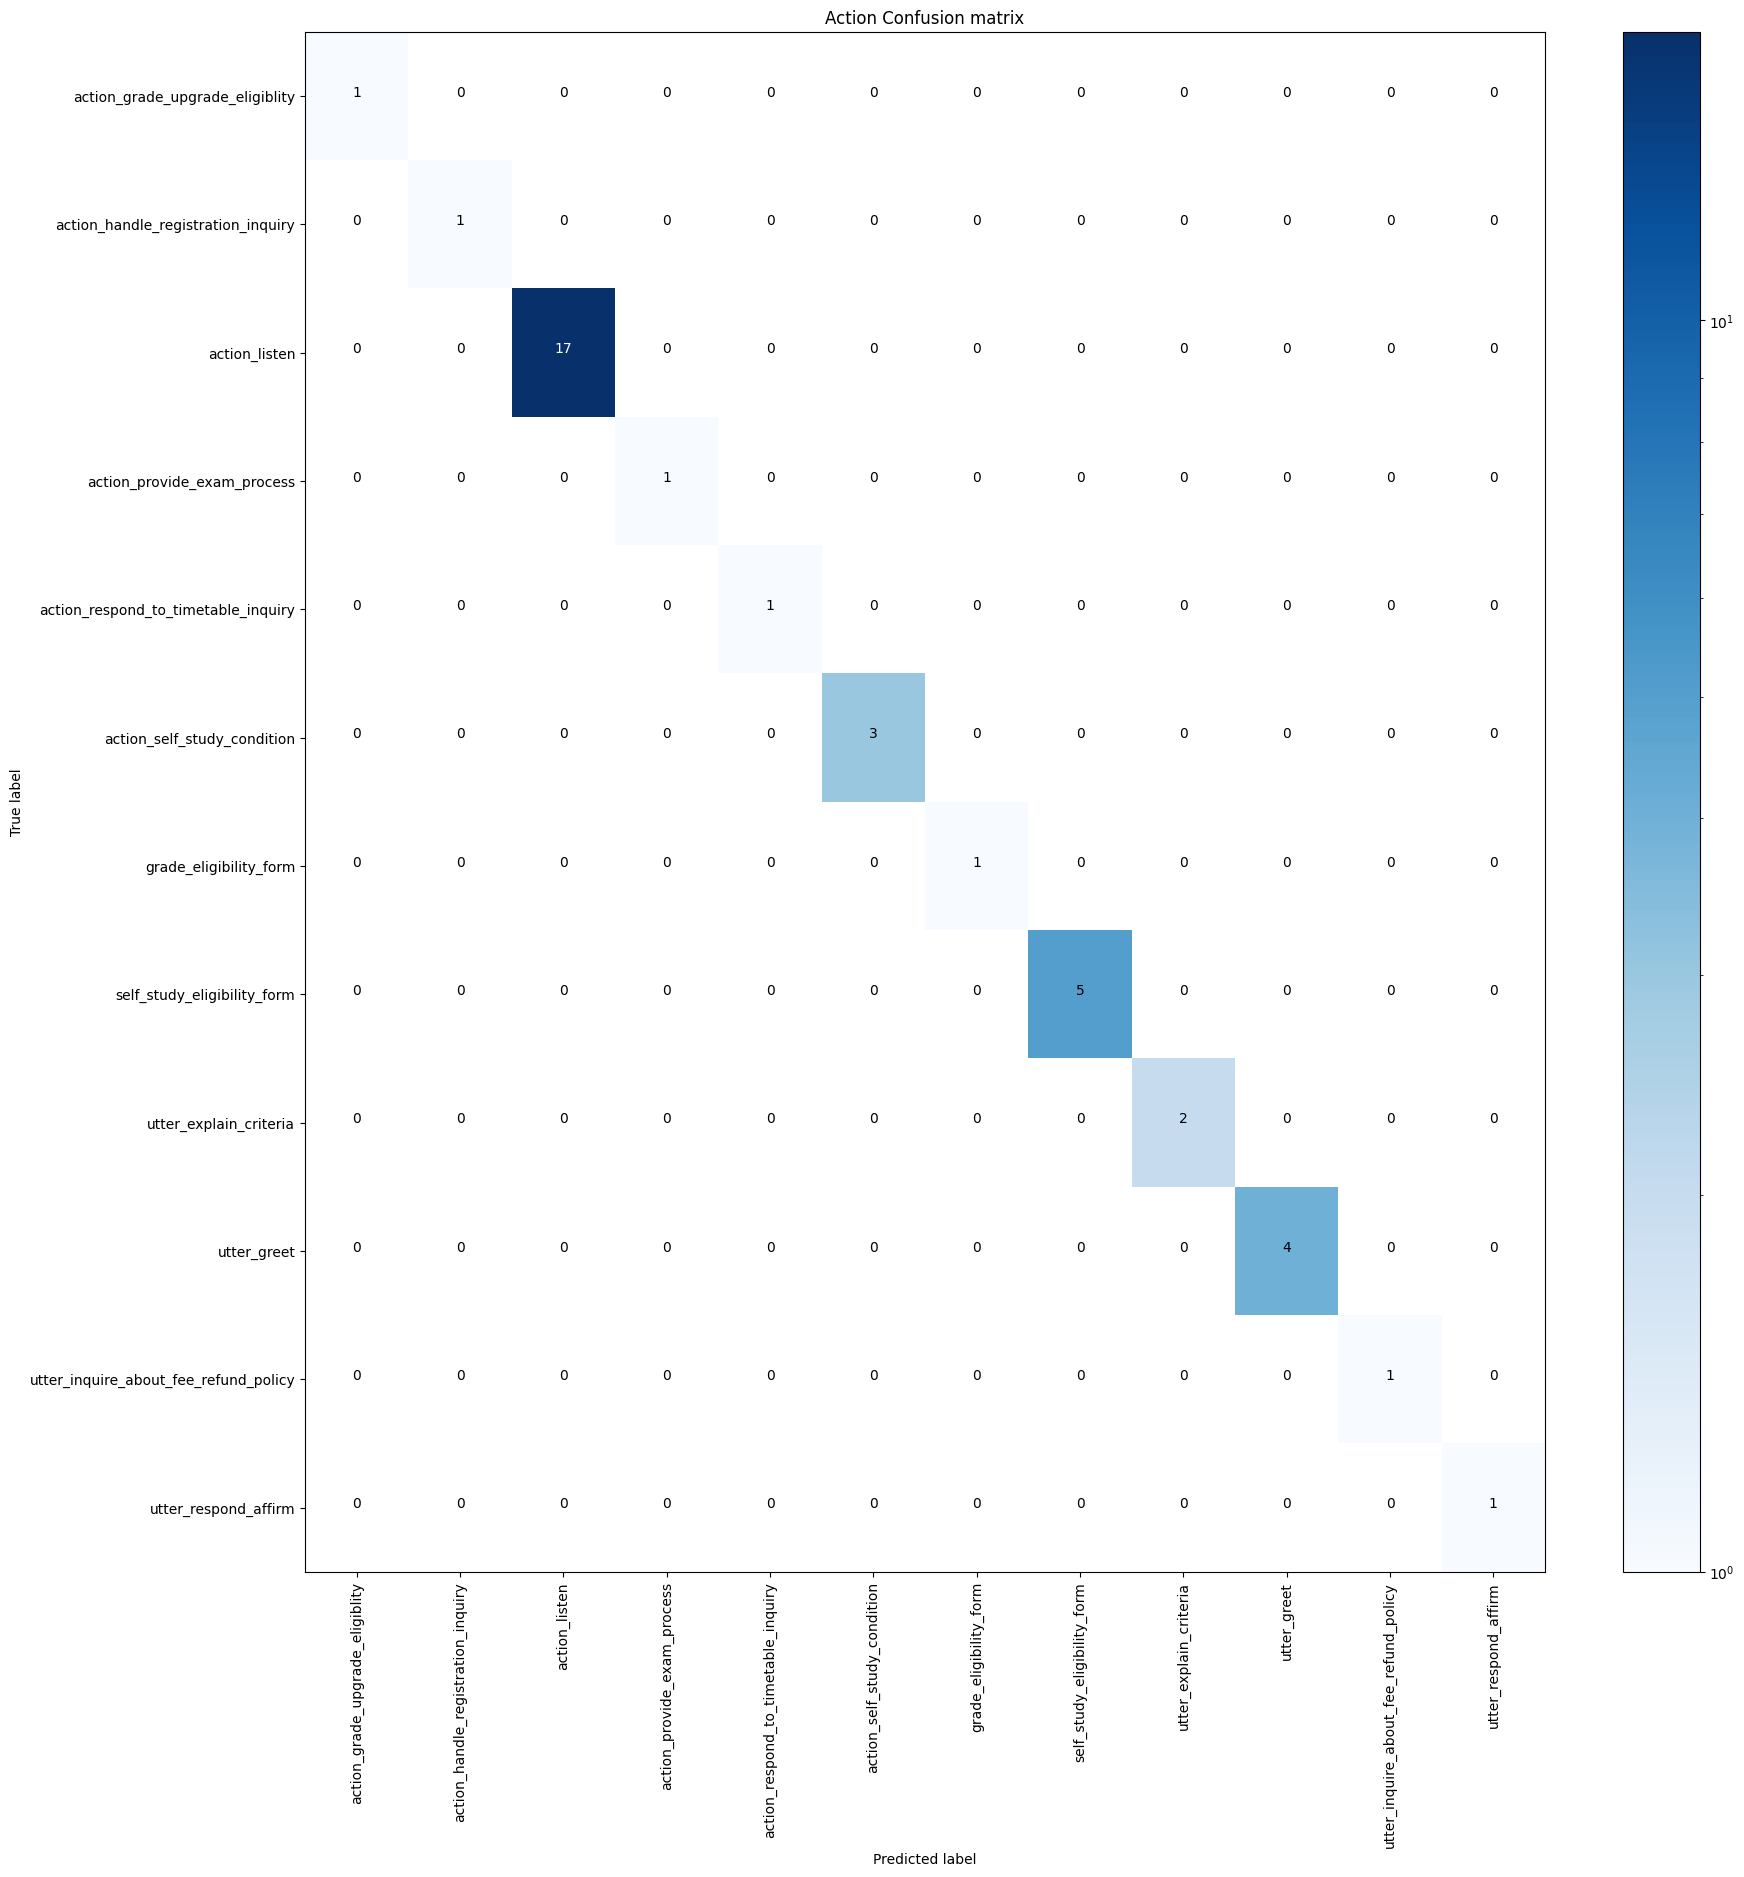 Action Confusion matrix
action_grade_upgrade_eligiblity 1 0 0 0 0 0 0 0 0 0 0 0
action_handle_registration_inquiry 0 1 0 0 0 0 0 0 0 0 0 0
action_listen 0 0 17 0 0 0 0 0 0 0 0 0
action_provide_exam_process 0 0 0 1 0 0 0 0 0 0 0 0
action_respond_to_timetable_inquiry 0 0 0 0 1 0 0 0 0 0 0 0
action_self_study_condition 0 0 0 0 0 3 0 0 0 0 0 0
grade_eligibility_form 0 0 0 0 0 0 1 0 0 0 0 0
self_study_eligibility_form 0 0 0 0 0 0 0 5 0 0 0 0
utter_explain_criteria 0 0 0 0 0 0 0 0 2 0 0 0
utter_greet 0 0 0 0 0 0 0 0 0 4 0 0
utter_inquire_about_fee_refund_policy 0 0 0 0 0 0 0 0 0 0 1 0
utter_respond_affirm 0 0 0 0 0 0 0 0 0 0 0 1
True label
action_grade_upgrade_eligiblity
action_handle_registration_inquiry
action_listen
action_provide_exam_process
action_respond_to_timetable_inquiry
action_self_study_condition
grade_eligibility_form
self_study_eligibility_form
utter_explain_criteria
utter_greet
utter_inquire_about_fee_refund_policy
utter_respond_affirm
Predicted label
10¹
10⁰